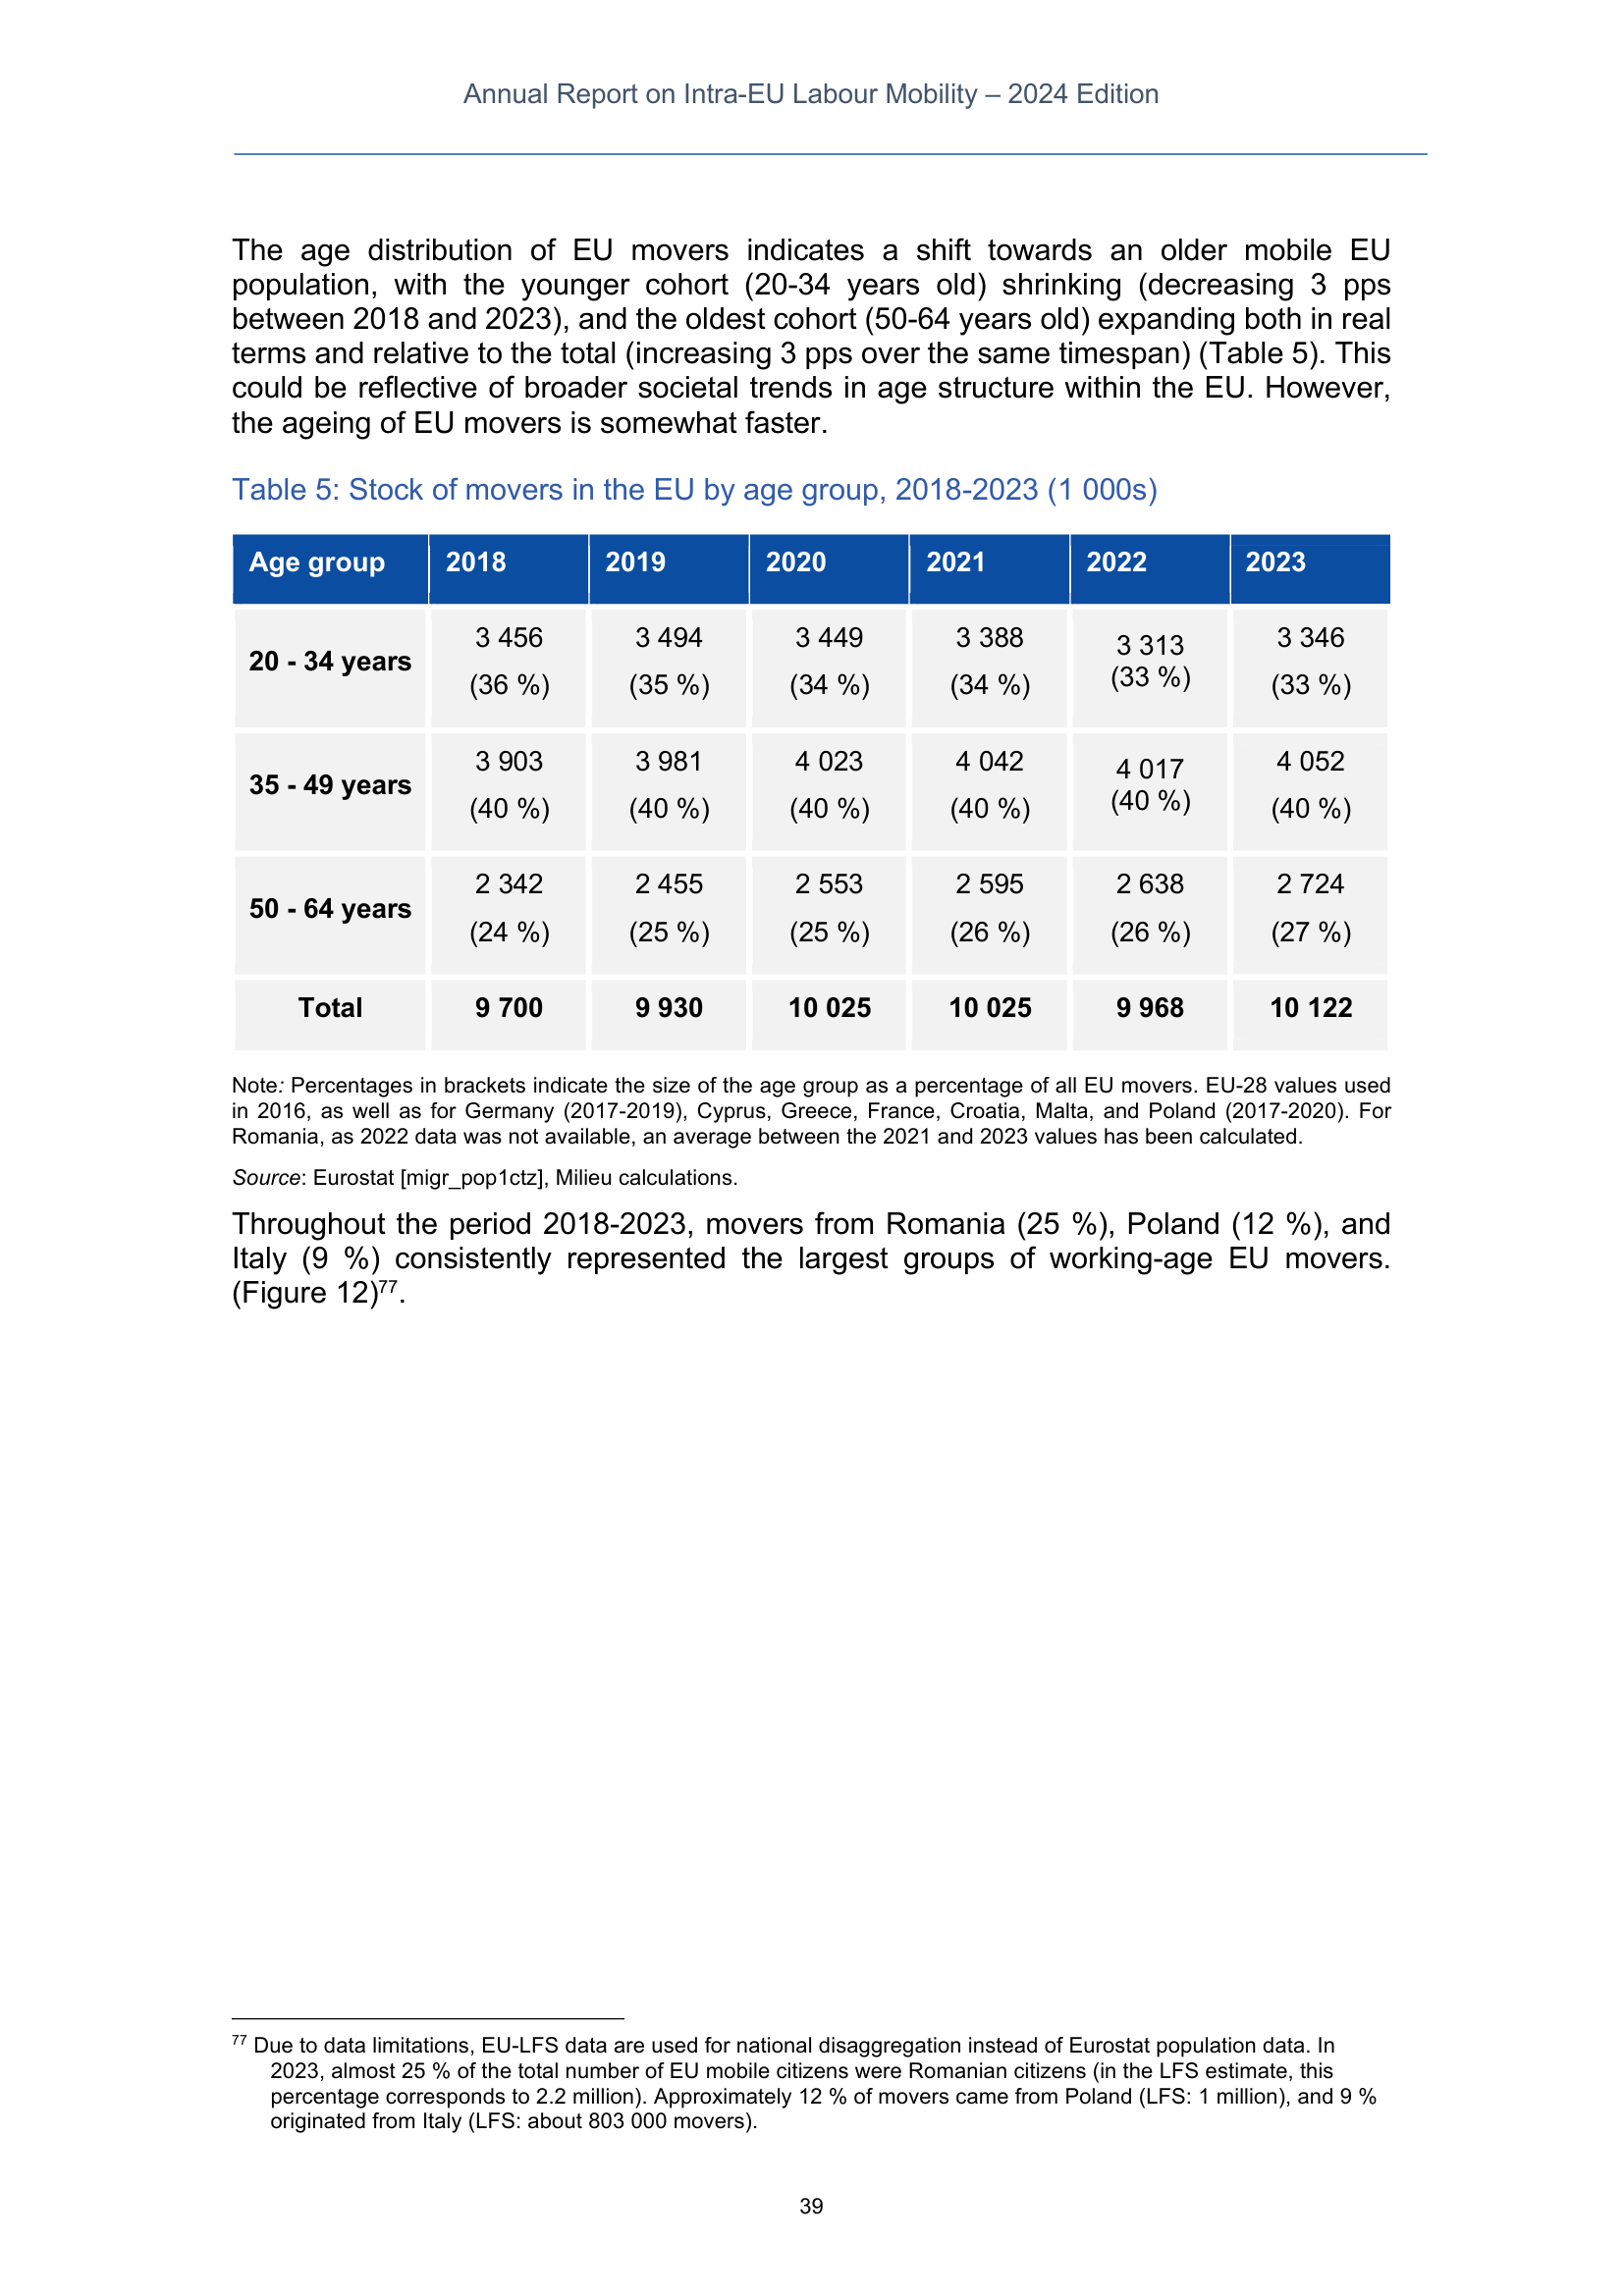 Annual Report on Intra-EU Labour Mobility – 2024 Edition
The age distribution of EU movers indicates a shift towards an older mobile EU
population, with the younger cohort (20-34 years old) shrinking (decreasing 3 pps
between 2018 and 2023), and the oldest cohort (50-64 years old) expanding both in real
terms and relative to the total (increasing 3 pps over the same timespan) (Table 5). This
could be reflective of broader societal trends in age structure within the EU. However,
the ageing of EU movers is somewhat faster.
Table 5: Stock of movers in the EU by age group, 2018-2023 (1 000s)
Age group 2018 2019 2020 2021 2022 2023
20 - 34 years 3 456 3 494 3 449 3 388 3 313 3 346
(36 %) (35 %) (34 %) (34 %) (33 %) (33 %)
35 - 49 years 3 903 3 981 4 023 4 042 4 017 4 052
(40 %) (40 %) (40 %) (40 %) (40 %) (40 %)
50 - 64 years 2 342 2 455 2 553 2 595 2 638 2 724
(24 %) (25 %) (25 %) (26 %) (26 %) (27 %)
Total 9 700 9 930 10 025 10 025 9 968 10 122
Note: Percentages in brackets indicate the size of the age group as a percentage of all EU movers. EU-28 values used
in 2016, as well as for Germany (2017-2019), Cyprus, Greece, France, Croatia, Malta, and Poland (2017-2020). For
Romania, as 2022 data was not available, an average between the 2021 and 2023 values has been calculated.
Source: Eurostat [migr_pop1ctz], Milieu calculations.
Throughout the period 2018-2023, movers from Romania (25 %), Poland (12 %), and
Italy (9 %) consistently represented the largest groups of working-age EU movers.
(Figure 12)77.
77 Due to data limitations, EU-LFS data are used for national disaggregation instead of Eurostat population data. In
2023, almost 25 % of the total number of EU mobile citizens were Romanian citizens (in the LFS estimate, this
percentage corresponds to 2.2 million). Approximately 12 % of movers came from Poland (LFS: 1 million), and 9 %
originated from Italy (LFS: about 803 000 movers).
39